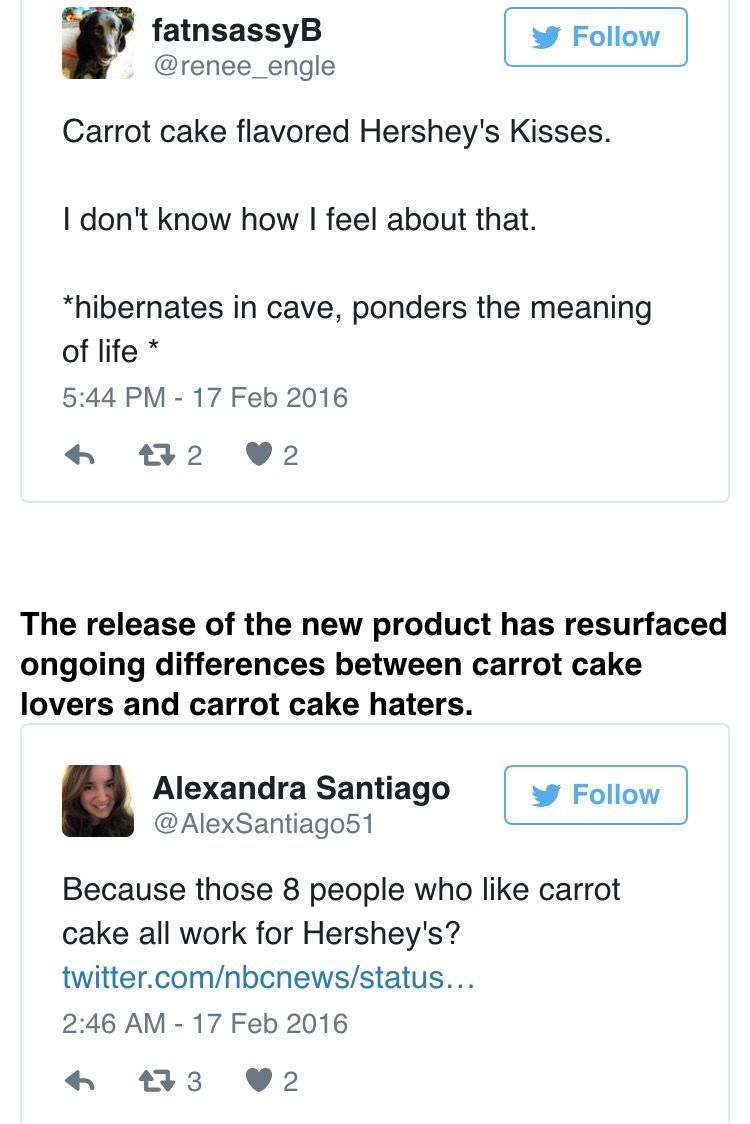 fatnsassyB
@renee_engle
Follow
Carrot cake flavored Hershey's Kisses.
I don't know how I feel about that.
*hibernates in cave, ponders the meaning
of life *
5:44 PM - 17 Feb 2016
2
2
The release of the new product has resurfaced
ongoing differences between carrot cake
lovers and carrot cake haters.
Alexandra Santiago
@AlexSantiago51
Follow
Because those 8 people who like carrot
cake all work for Hershey's?
twitter.com/nbcnews/status…
2:46 AM - 17 Feb 2016
3
2